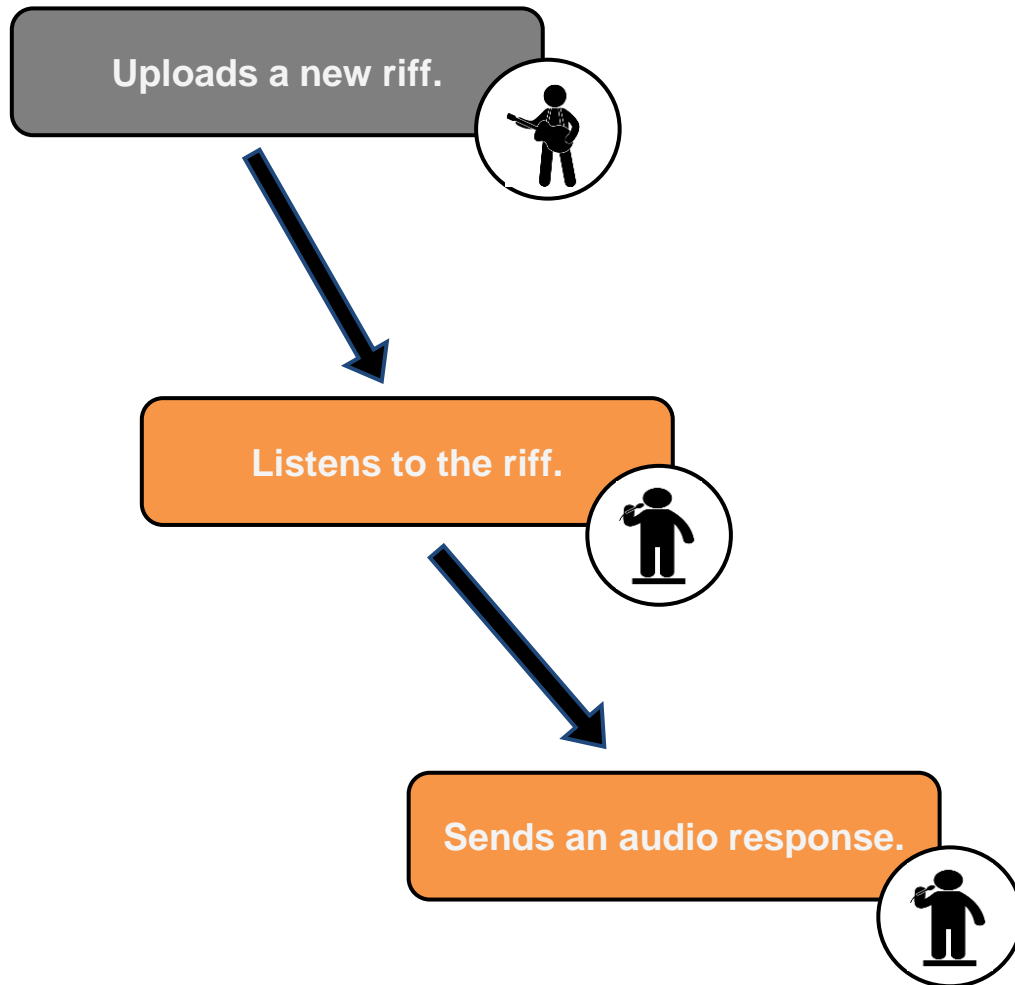 Uploads a new riff.
Listens to the riff.
Sends an audio response.